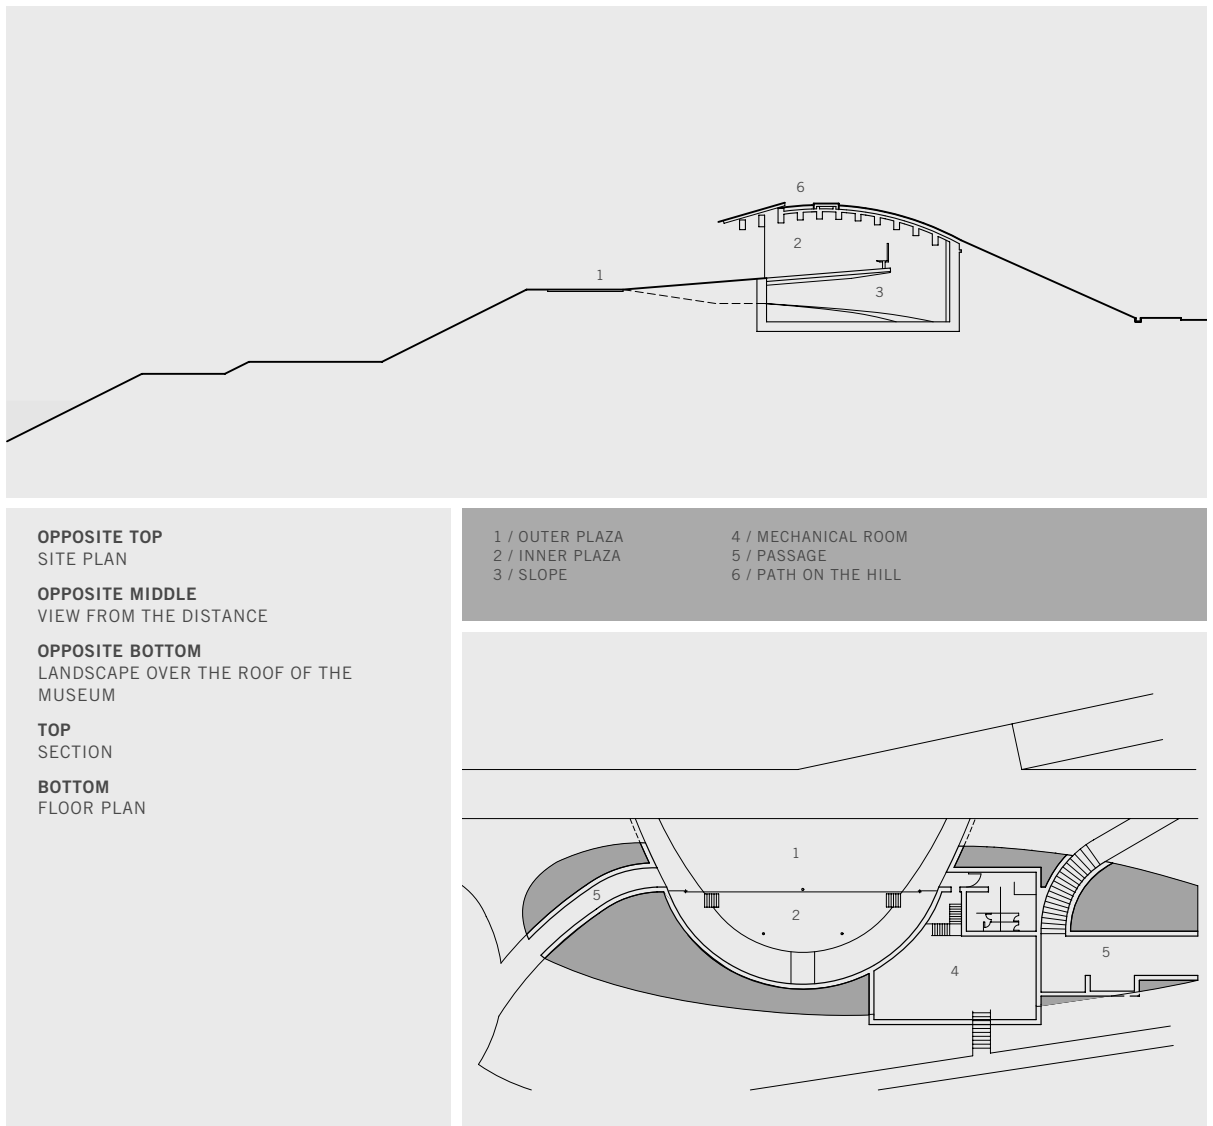 6
2
1
3
OPPOSITE TOP
SITE PLAN
OPPOSITE MIDDLE
VIEW FROM THE DISTANCE
OPPOSITE BOTTOM
LANDSCAPE OVER THE ROOF OF THE
MUSEUM
TOP
SECTION
BOTTOM
FLOOR PLAN
1 / OUTER PLAZA
2 / INNER PLAZA
3 / SLOPE
4 / MECHANICAL ROOM
5 / PASSAGE
6 / PATH ON THE HILL
1
5
2
5
4